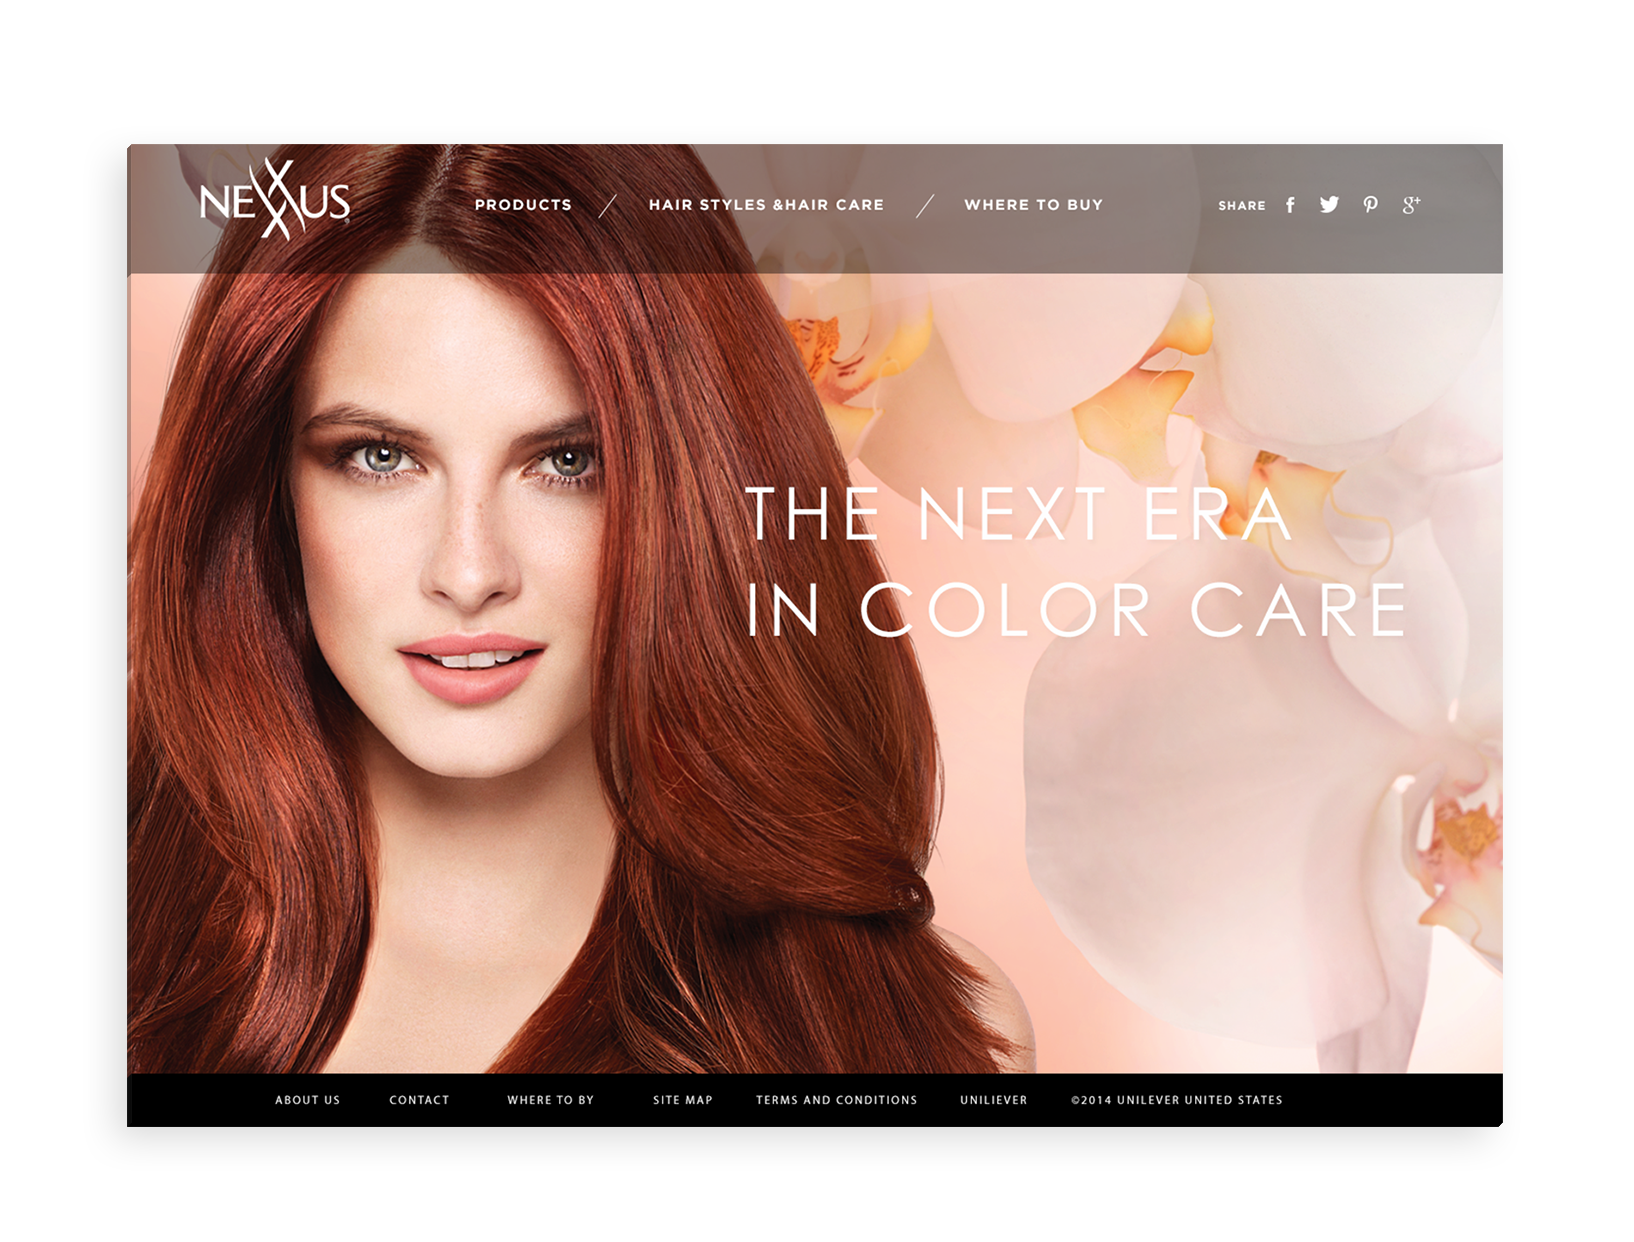 NEXXUS
PRODUCTS / HAIR STYLES &HAIR CARE / WHERE TO BUY
SHARE f g+
THE NEXT ERA
IN COLOR CARE
ABOUT US CONTACT WHERE TO BY SITE MAP TERMS AND CONDITIONS UNILIEVER ©2014 UNILEVER UNITED STATES